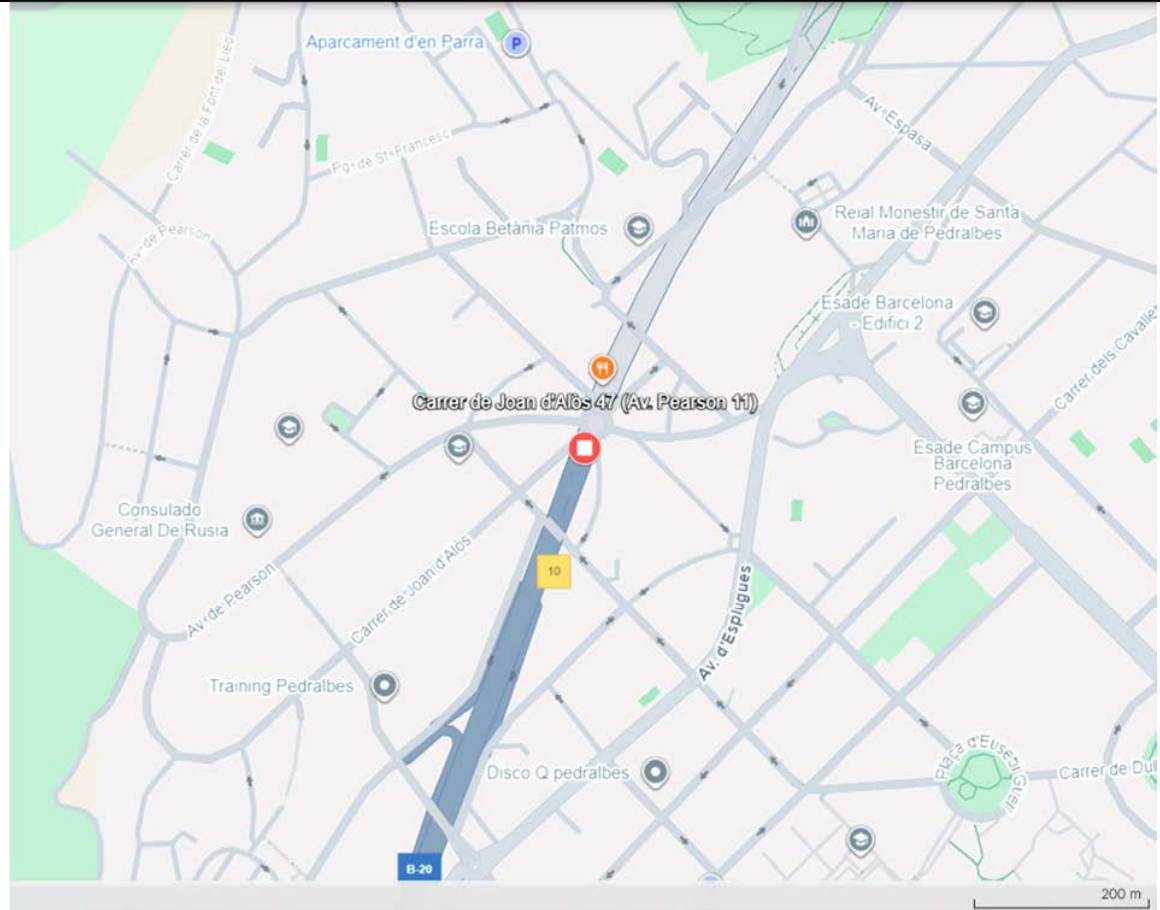 Aparcament d'en Parra
P
Carrer de la Font del Lleó
Av. Espasa
Pg. de St. Francesc
Reial Monestir de Santa
Maria de Pedralbes
Escola Betània Patmos
Av. de Pearson
Esade Barcelona
- Edifici 2
Carrer dels Cavallers
Carrer de Joan d'Alòs 47 (Av. Pearson 11)
Esade Campus
Barcelona
Pedralbes
Consulado
General De Rusia
Carrer de Joan d'Alòs
10
Av. de Pearson
Av. d'Esplugues
Training Pedralbes
Plaça d'Eusebi Güell
Disco Q pedralbes
Carrer de Dul
B-20
200 m